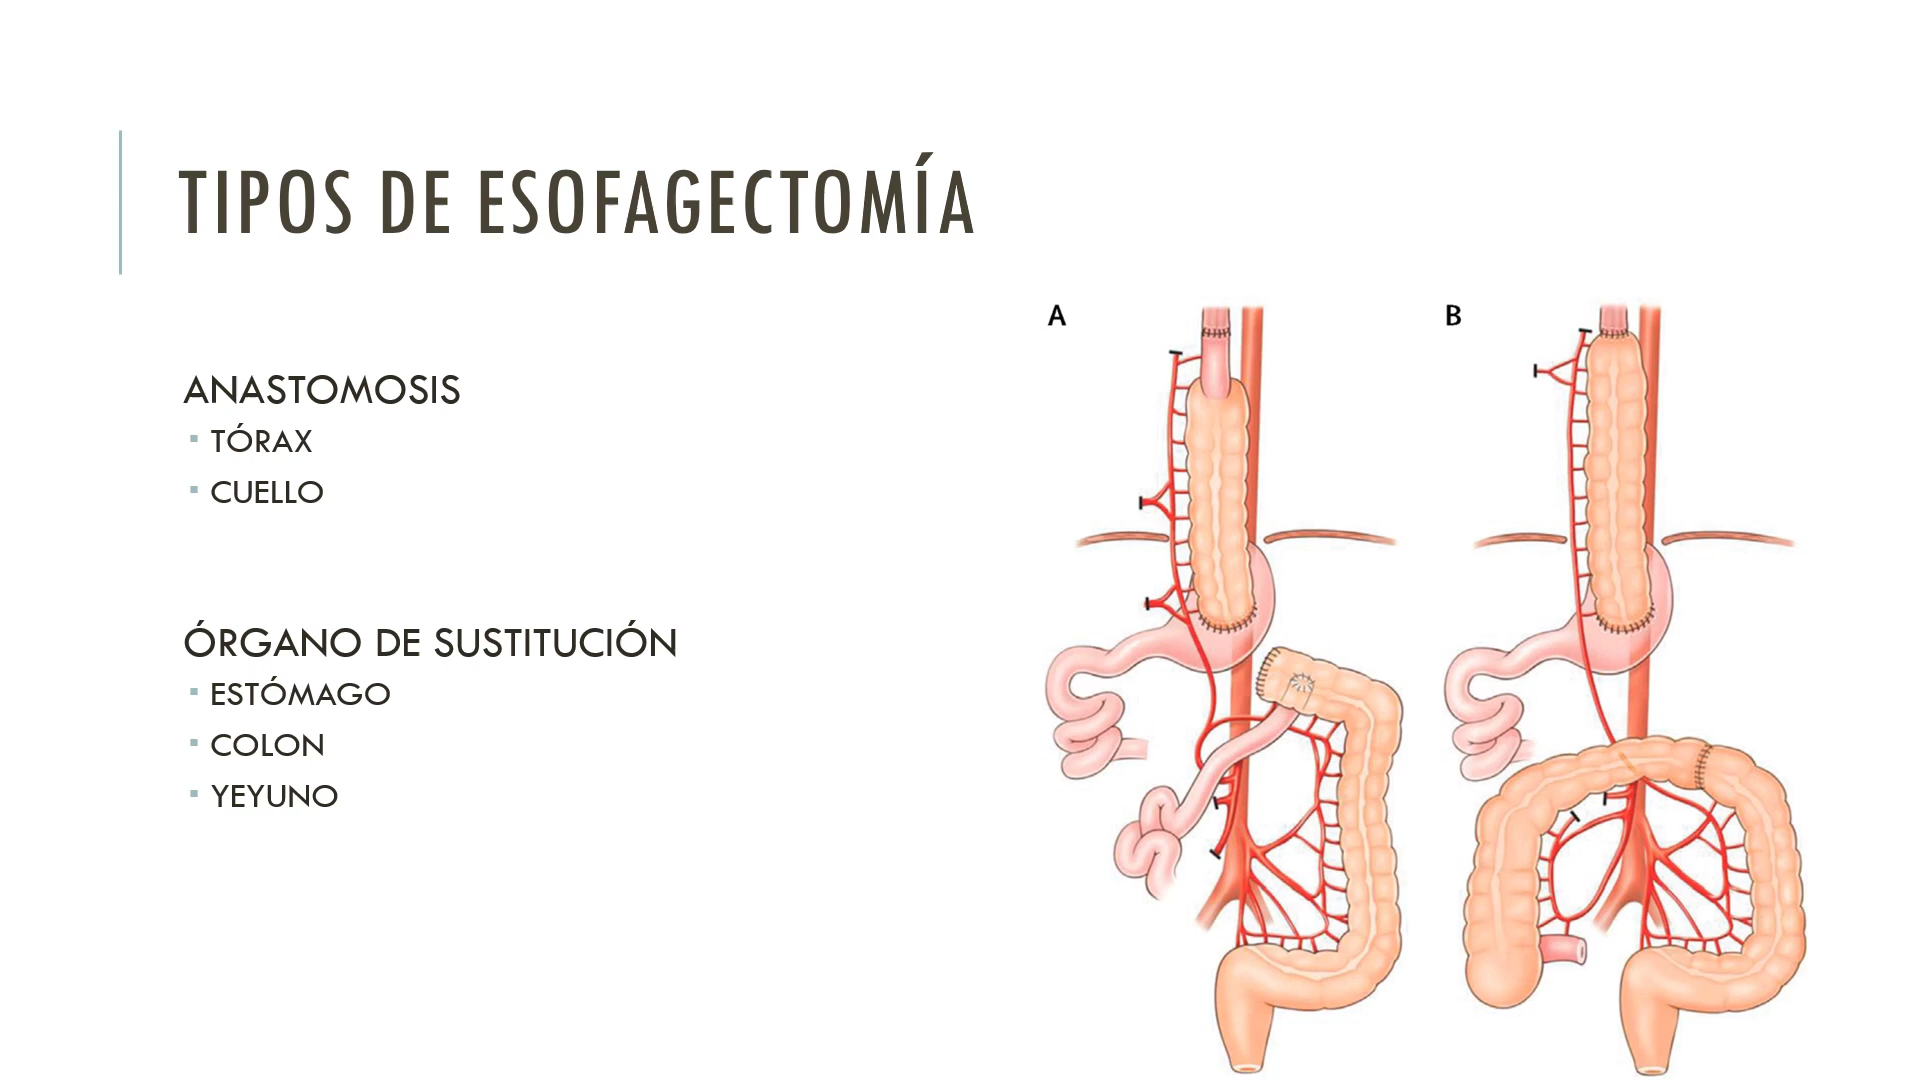 TIPOS DE ESOFAGECTOMÍA
ANASTOMOSIS
▪ TÓRAX
▪ CUELLO
ÓRGANO DE SUSTITUCIÓN
▪ ESTÓMAGO
▪ COLON
▪ YEYUNO
A
B